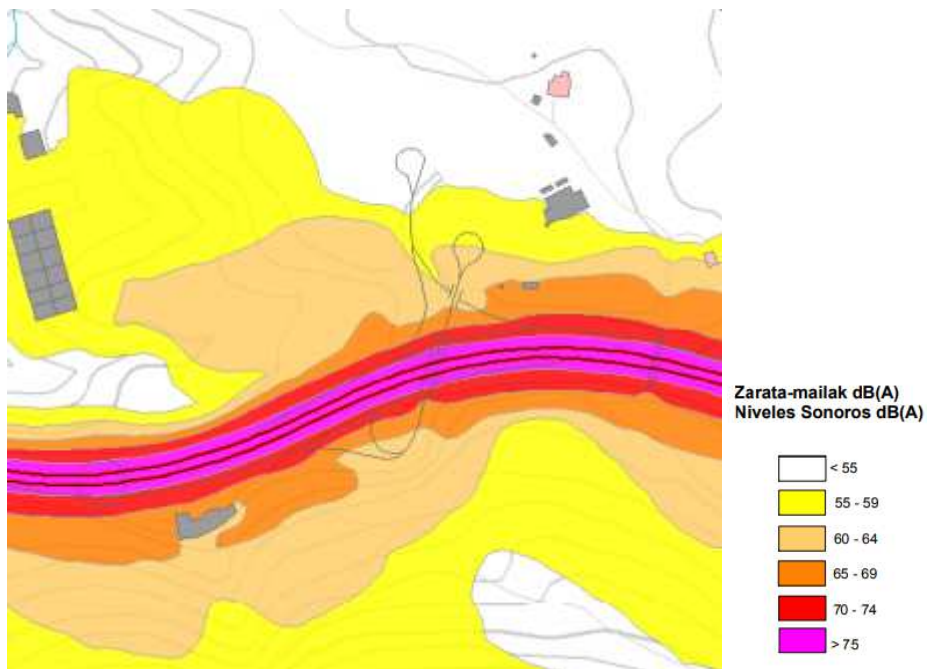 Zarata-mailak dB(A)
Niveles Sonoros dB(A)
< 55
55 - 59
60 - 64
65 - 69
70 - 74
> 75